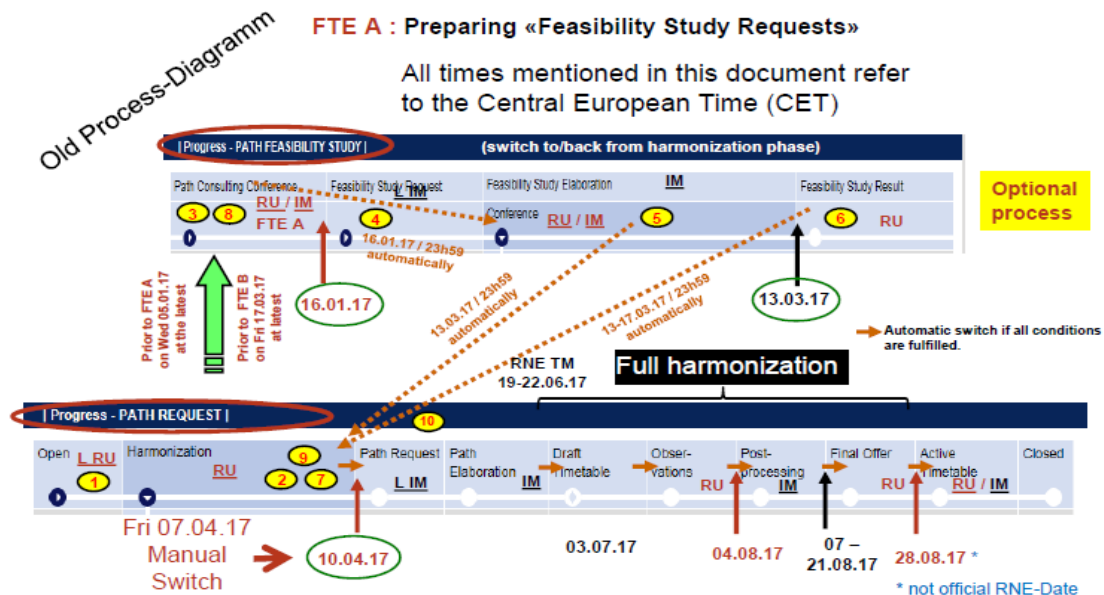 FTE A : Preparing «Feasibility Study Requests»
Old Process-Diagramm
All times mentioned in this document refer
to the Central European Time (CET)
| Progress - PATH FEASIBILITY STUDY |
(switch to/back from harmonization phase)
Path Consulting Conference
Feasibility Study Request
Feasibility Study Elaboration
IM
Feasibility Study Result
L IM
3
8
RU / IM
FTE A
4
Conference
RU / IM
5
6
RU
Optional
process
16.01.17 / 23h59
automatically
Prior to FTE A
on Wed 05.01.17
at the latest
Prior to FTE B
on Fri 17.03.17
at latest
16.01.17
13.03.17 / 23h59
automatically
13-17.03.17 / 23h59
automatically
13.03.17
Automatic switch if all conditions
are fulfilled.
RNE TM
19-22.06.17
Full harmonization
| Progress - PATH REQUEST |
10
Open
L RU
1
Harmonization
RU
9
2
7
Path Request
L IM
Path
Elaboration
IM
Draft
Timetable
Obser-
vations
RU
Post-
processing
IM
Final Offer
RU
Active
Timetable
RU / IM
Closed
Fri 07.04.17
Manual
Switch
10.04.17
03.07.17
04.08.17
07 –
21.08.17
28.08.17 *
* not official RNE-Date